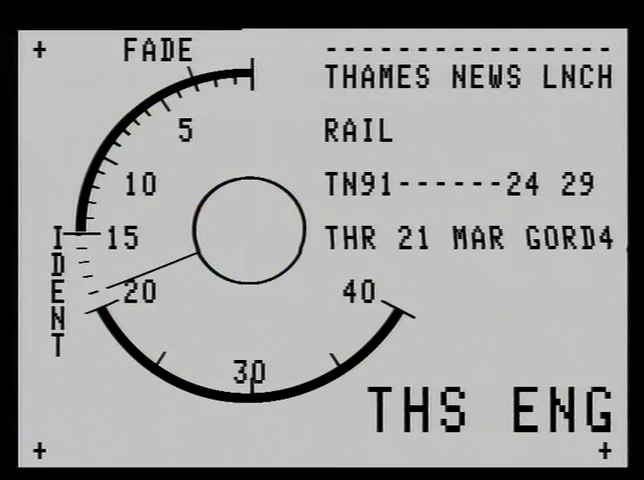 FADE
----------------
THAMES NEWS LNCH
5
RAIL
10
TN91------24 29
15
THR 21 MAR GORD4
IDENT
20
40
30
THS ENG